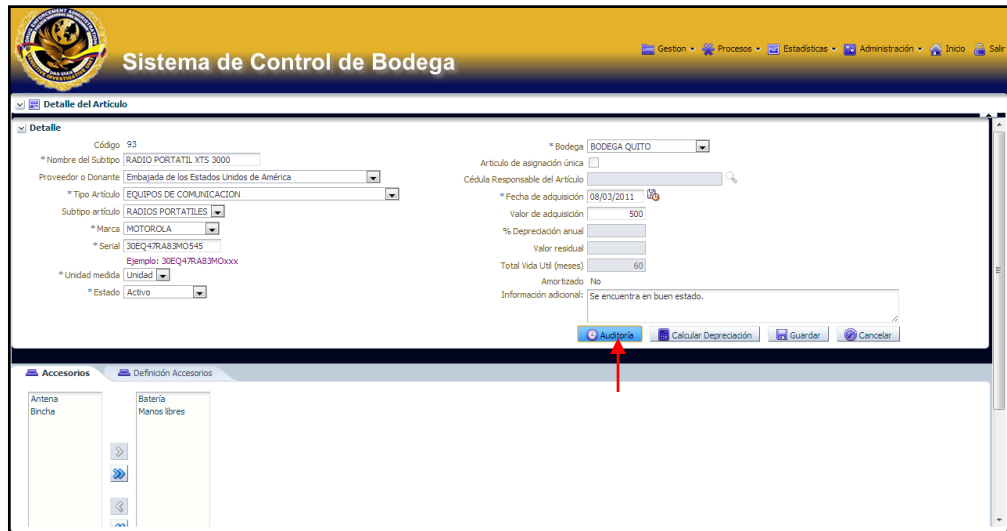 Sistema de Control de Bodega
Gestion Procesos Estadísticas Administración Inicio Salir
Detalle del Artículo
Detalle
Código 93
* Nombre del Subtipo RADIO PORTATIL XTS 3000
Proveedor o Donante Embajada de los Estados Unidos de América
* Tipo Artículo EQUIPOS DE COMUNICACION
Subtipo artículo RADIOS PORTATILES
* Marca MOTOROLA
* Serial 30EQ47RA83MO545
Ejemplo: 30EQ47RA83MOxxx
* Unidad medida Unidad
* Estado Activo
* Bodega BODEGA QUITO
Articulo de asignación única
Cédula Responsable del Artículo
* Fecha de adquisición 08/03/2011
Valor de adquisición 500
% Depreciación anual
Valor residual
Total Vida Util (meses) 60
Amortizado No
Información adicional: Se encuentra en buen estado.
Auditoría Calcular Depreciación Guardar Cancelar
Accesorios Definición Accesorios
Antena
Bincha
Batería
Manos libres